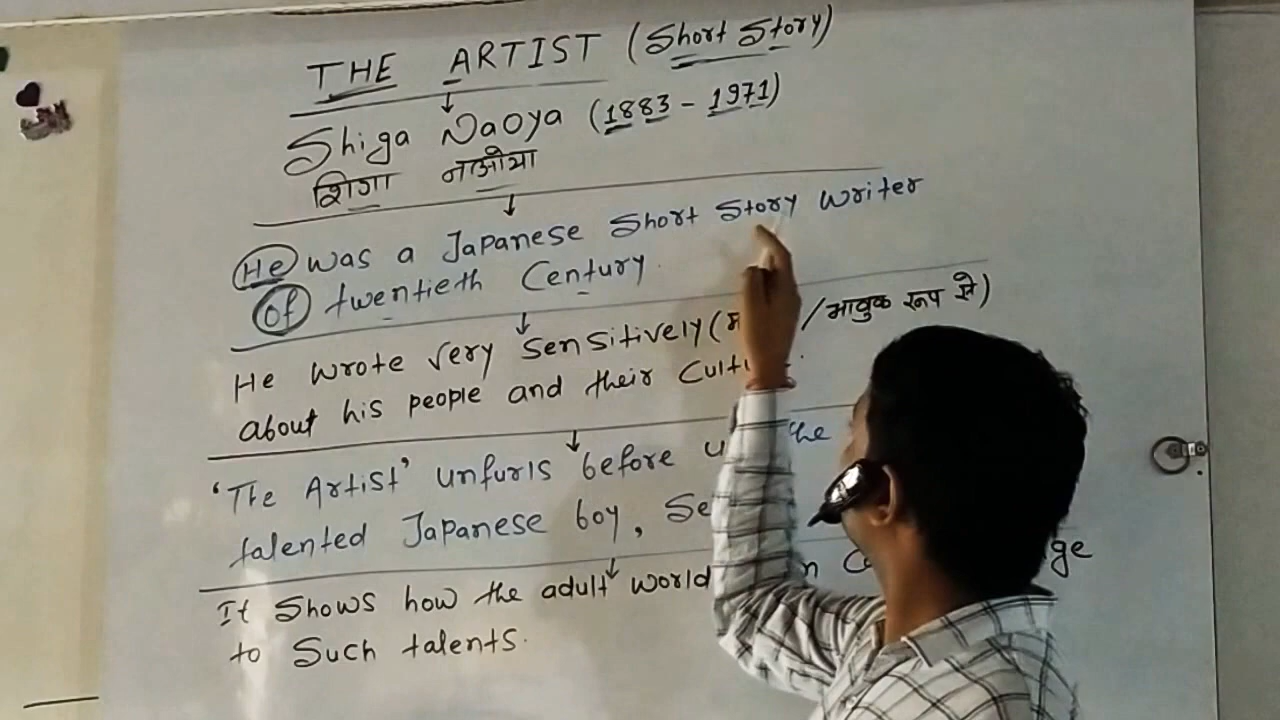 THE ARTIST (Short Story)
Shiga Naoya (1883 - 1971)
शिगा नाओया
He was a Japanese Short Story writer
of twentieth Century.
He wrote very sensitively ( /भावुक रूप से)
about his people and their
'The Artist' unfurls before the
talented Japanese boy,
It Shows how the adult world
to Such talents.